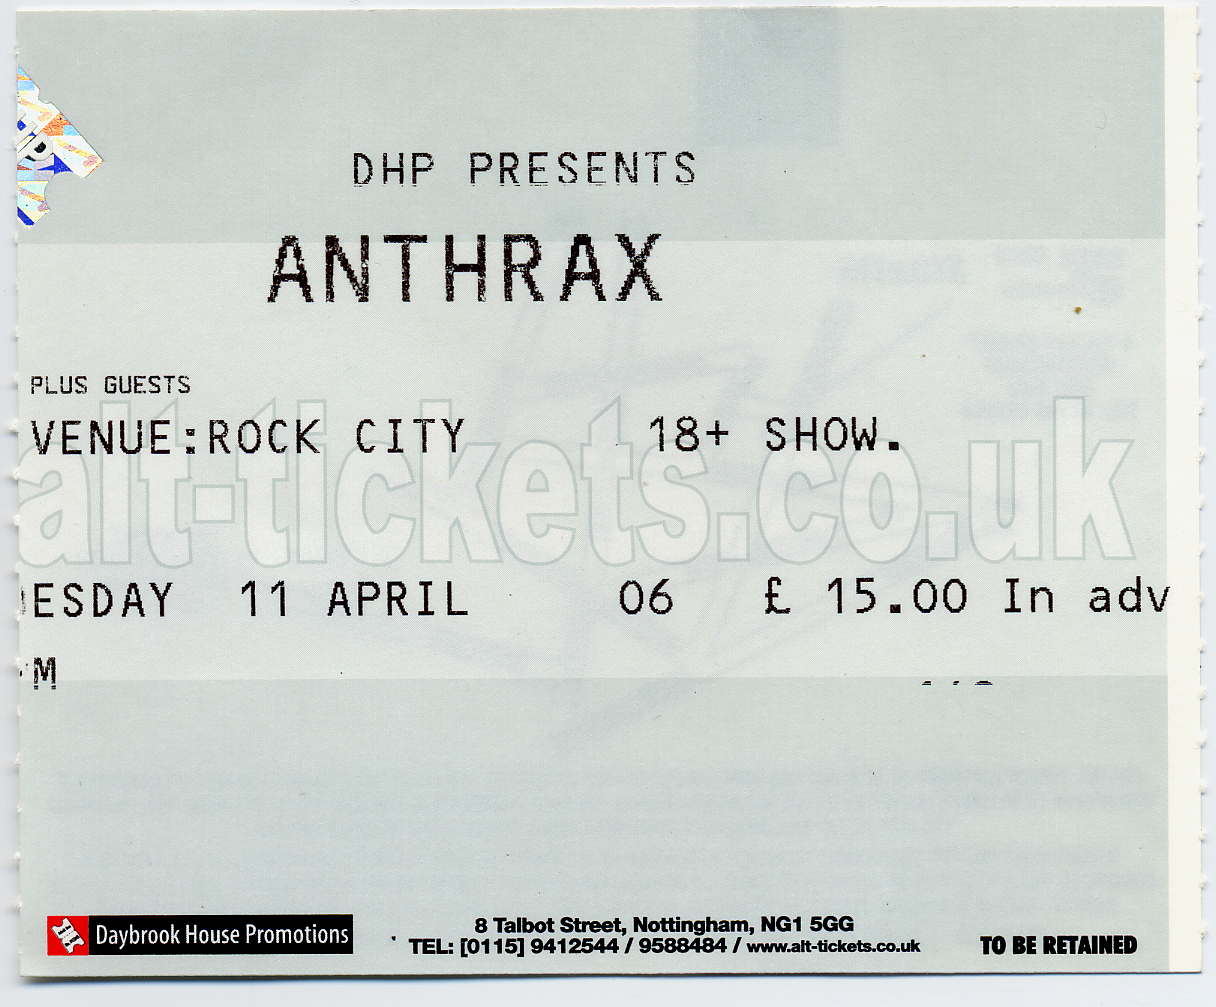 DHP PRESENTS
ANTHRAX
PLUS GUESTS
VENUE:ROCK CITY 18+ SHOW.
alt-tickets.co.uk
ESDAY 11 APRIL 06 £ 15.00 In adv
M
Daybrook House Promotions
8 Talbot Street, Nottingham, NG1 5GG
TEL: [0115] 9412544 / 9588484 / www.alt-tickets.co.uk
TO BE RETAINED